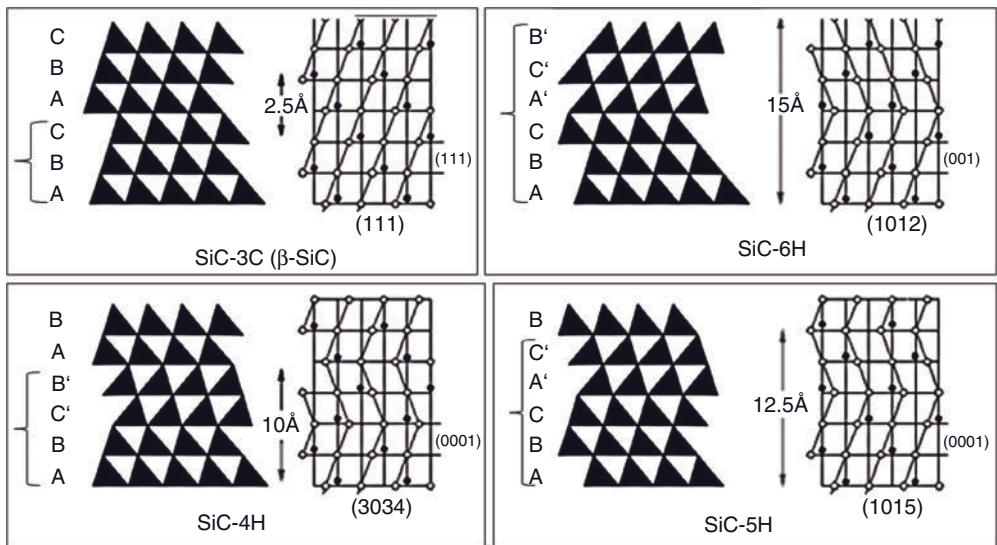 C
B
A
C
B
A
2.5Å
(111)
(111)
SiC-3C (β-SiC)
B‘
C‘
A‘
C
B
A
15Å
(001)
(1012)
SiC-6H
B
A
B‘
C‘
B
A
10Å
(0001)
(3034)
SiC-4H
B
C‘
A‘
C
B
A
12.5Å
(0001)
(1015)
SiC-5H